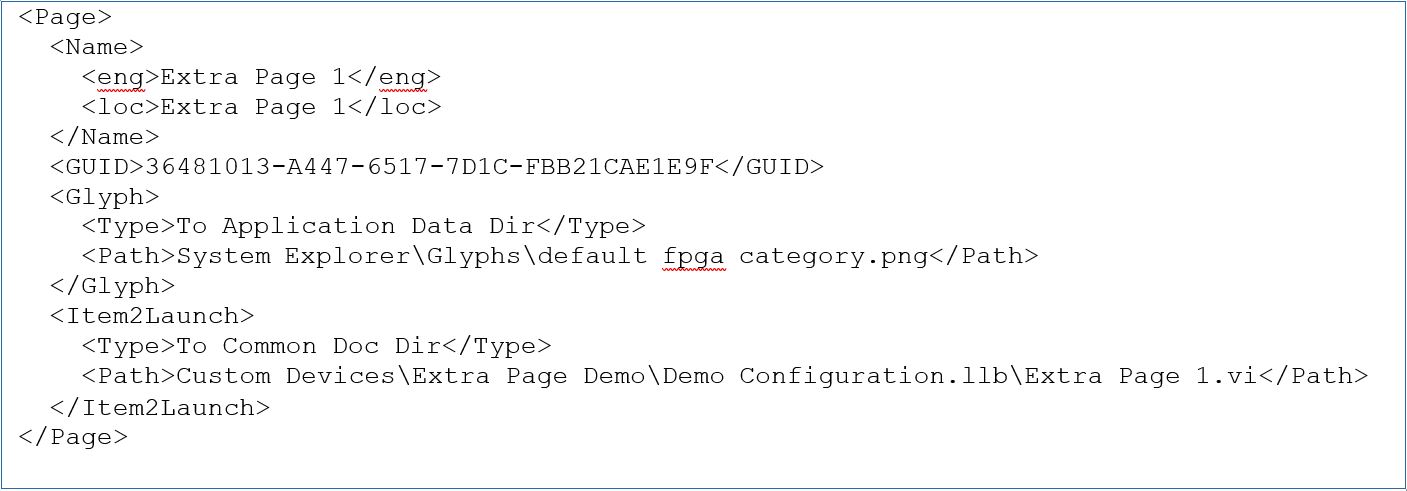 <Page>
<Name>
<eng>Extra Page 1</eng>
<loc>Extra Page 1</loc>
</Name>
<GUID>36481013-A447-6517-7D1C-FBB21CAE1E9F</GUID>
<Glyph>
<Type>To Application Data Dir</Type>
<Path>System Explorer\Glyphs\default fpga category.png</Path>
</Glyph>
<Item2Launch>
<Type>To Common Doc Dir</Type>
<Path>Custom Devices\Extra Page Demo\Demo Configuration.llb\Extra Page 1.vi</Path>
</Item2Launch>
</Page>